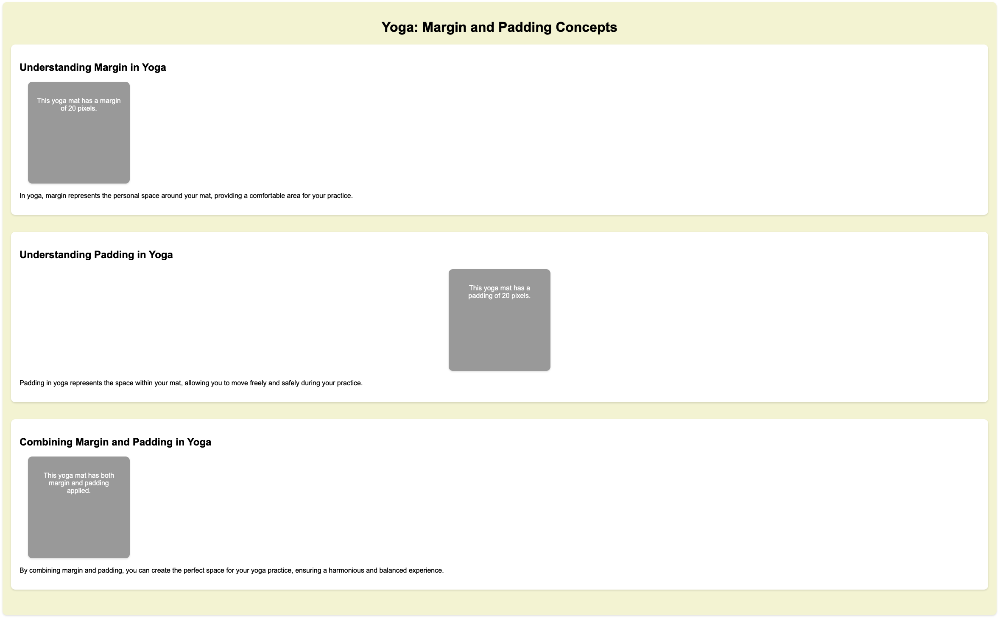 Yoga: Margin and Padding Concepts
Understanding Margin in Yoga
This yoga mat has a margin
of 20 pixels.
In yoga, margin represents the personal space around your mat, providing a comfortable area for your practice.
Understanding Padding in Yoga
This yoga mat has a
padding of 20 pixels.
Padding in yoga represents the space within your mat, allowing you to move freely and safely during your practice.
Combining Margin and Padding in Yoga
This yoga mat has both
margin and padding
applied.
By combining margin and padding, you can create the perfect space for your yoga practice, ensuring a harmonious and balanced experience.